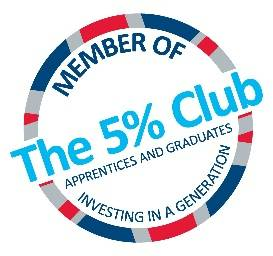 MEMBER OF
The 5% Club
APPRENTICES AND GRADUATES
INVESTING IN A GENERATION